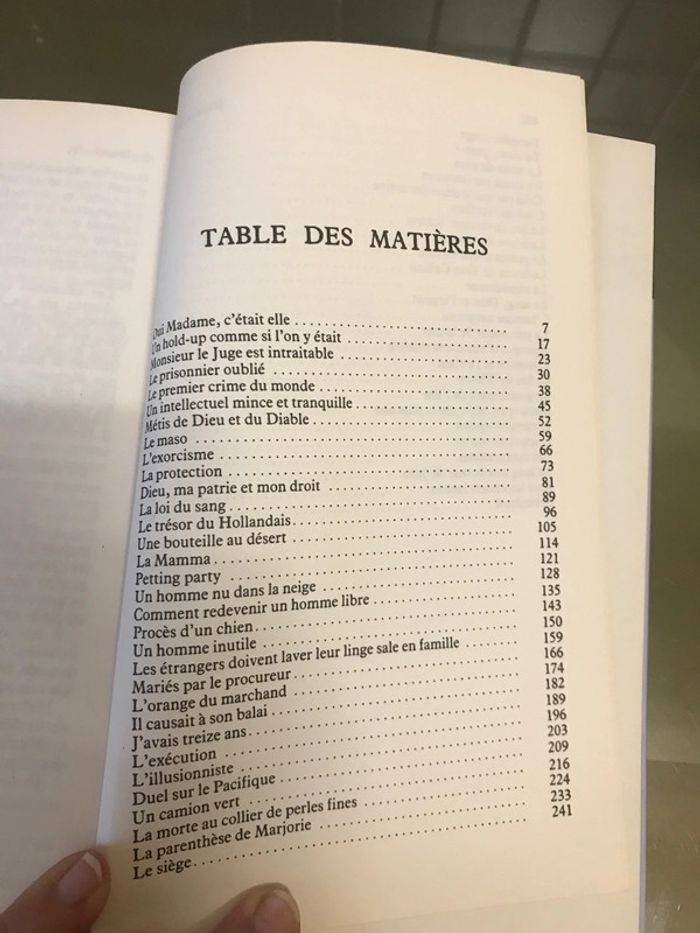 TABLE DES MATIÈRES
Oui Madame, c'était elle 7
Un hold-up comme si l'on y était 17
Monsieur le Juge est intraitable 23
Le prisonnier oublié 30
Le premier crime du monde 38
Un intellectuel mince et tranquille 45
Métis de Dieu et du Diable 52
Le maso 59
L'exorcisme 66
La protection 73
Dieu, ma patrie et mon droit 81
La loi du sang 89
Le trésor du Hollandais 96
Une bouteille au désert 105
La Mamma 114
Petting party 121
Un homme nu dans la neige 128
Comment redevenir un homme libre 135
Procès d'un chien 143
Un homme inutile 150
Les étrangers doivent laver leur linge sale en famille 159
Mariés par le procureur 166
L'orange du marchand 174
Il causait à son balai 182
J'avais treize ans 189
L'exécution 196
L'illusionniste 203
Duel sur le Pacifique 209
Un camion vert 216
La morte au collier de perles fines 224
La parenthèse de Marjorie 233
Le siège 241